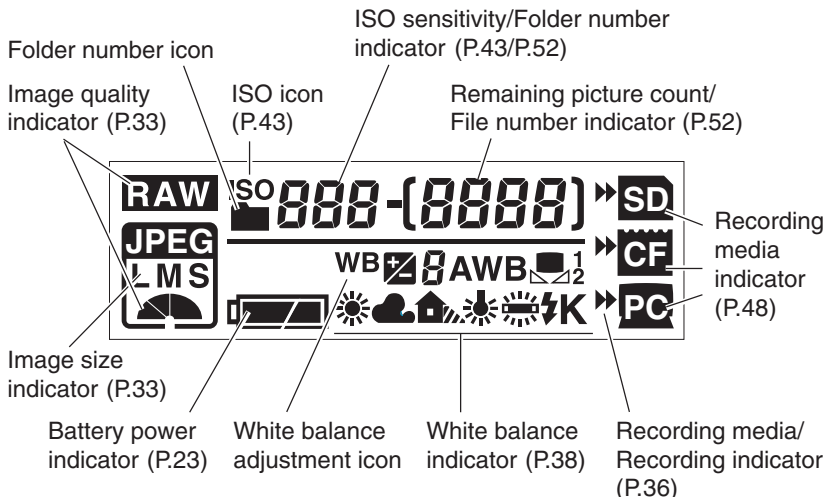 ISO sensitivity/Folder number
indicator (P.43/P.52)
Folder number icon
Image quality
indicator (P.33)
ISO icon
(P.43)
Remaining picture count/
File number indicator (P.52)
RAW
ISO
888-(8888)
SD
JPEG
L M S
WB 8 AWB 1
2
CF
K
PC
Recording
media
indicator
(P.48)
Image size
indicator (P.33)
Battery power
indicator (P.23)
White balance
adjustment icon
White balance
indicator (P.38)
Recording media/
Recording indicator
(P.36)